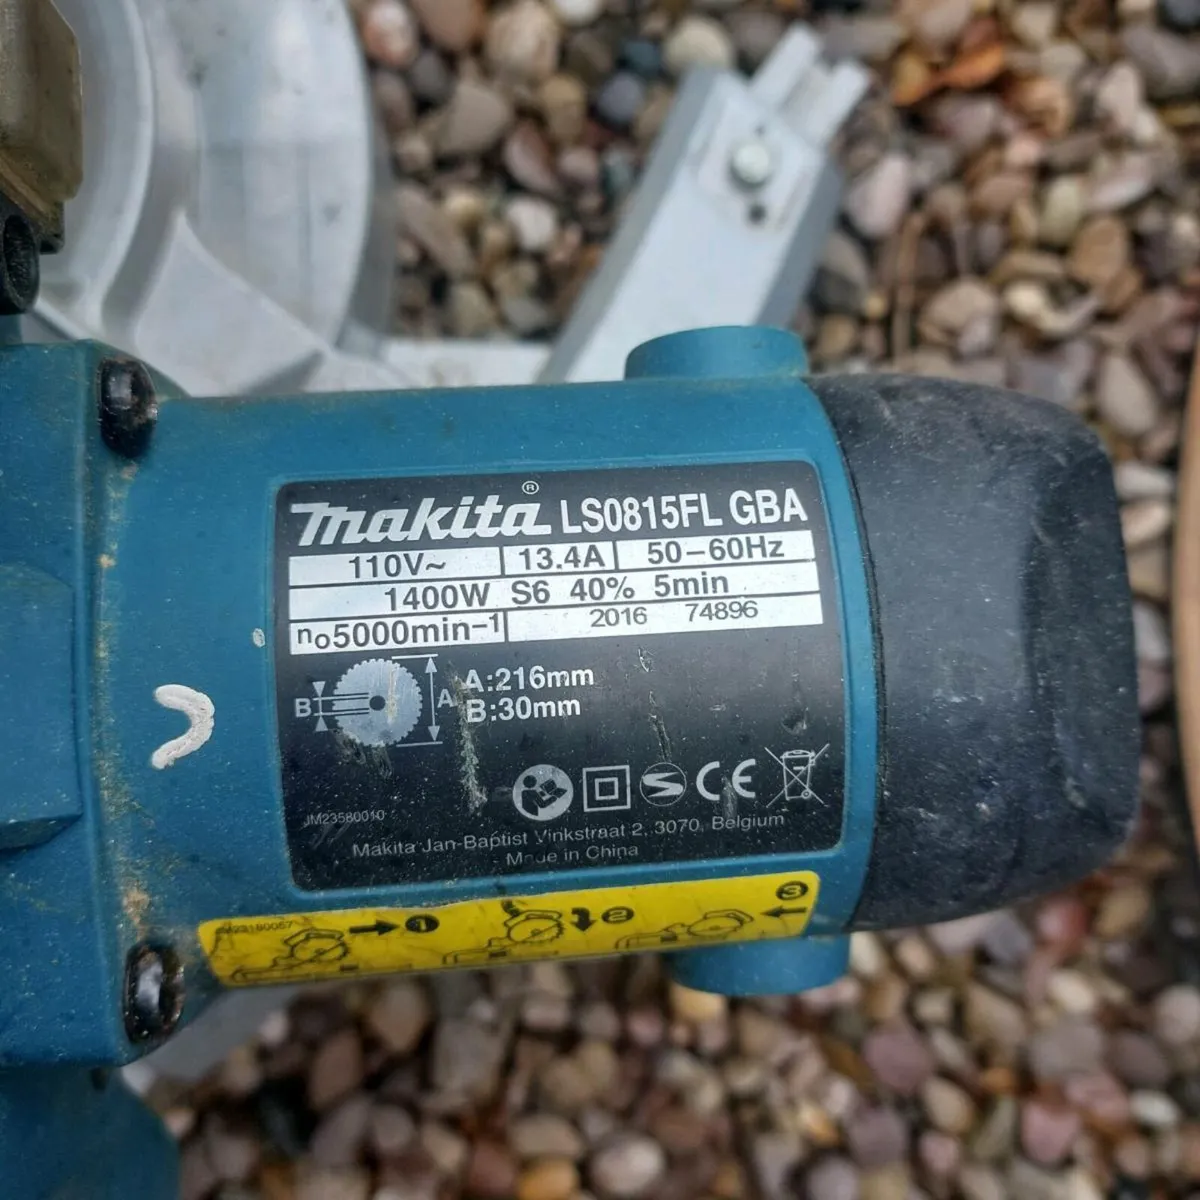 makita® LS0815FL GBA
110V~ 13.4A 50-60Hz
1400W S6 40% 5min
n₀5000min⁻¹ 2016 74896
B A A:216mm
B:30mm
S CE
JM23580010
Makita Jan-Baptist Vinkstraat 2, 3070, Belgium
Made in China
1 2 3